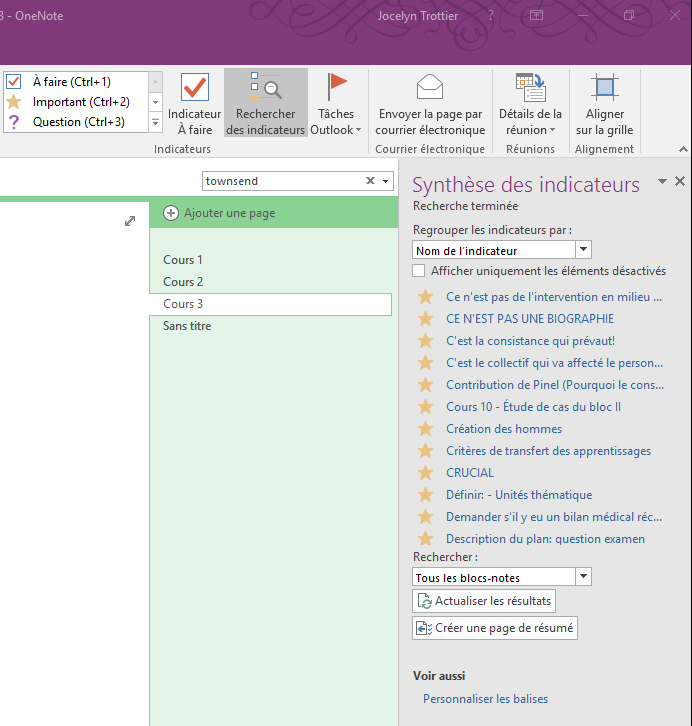 3 - OneNote
Jocelyn Trottier
?
À faire (Ctrl+1)
Important (Ctrl+2)
? Question (Ctrl+3)
Indicateur
À faire
Rechercher
des indicateurs
Tâches
Outlook
Envoyer la page par
courrier électronique
Détails de la
réunion
Aligner
sur la grille
Indicateurs
Courrier électronique
Réunions
Alignement
townsend
Ajouter une page
Cours 1
Cours 2
Cours 3
Sans titre
Synthèse des indicateurs
Recherche terminée
Regrouper les indicateurs par :
Nom de l'indicateur
Afficher uniquement les éléments désactivés
Ce n'est pas de l'intervention en milieu ...
CE N'EST PAS UNE BIOGRAPHIE
C'est la consistance qui prévaut!
C'est le collectif qui va affecté le person...
Contribution de Pinel (Pourquoi le cons...
Cours 10 - Étude de cas du bloc II
Création des hommes
Critères de transfert des apprentissages
CRUCIAL
Définir: - Unités thématique
Demander s'il y eu un bilan médical réc...
Description du plan: question examen
Rechercher :
Tous les blocs-notes
Actualiser les résultats
Créer une page de résumé
Voir aussi
Personnaliser les balises